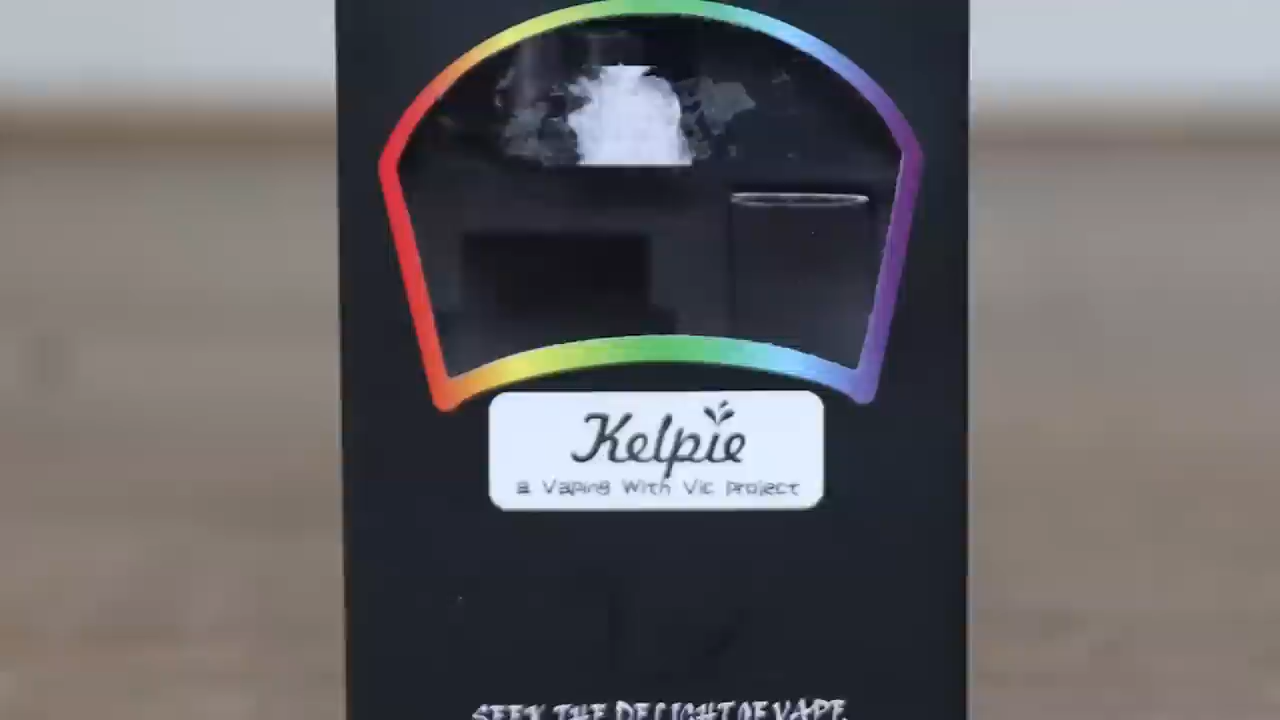 Kelpie
a Vaping With Vic project
SEEK THE DELIGHT OF VAPE